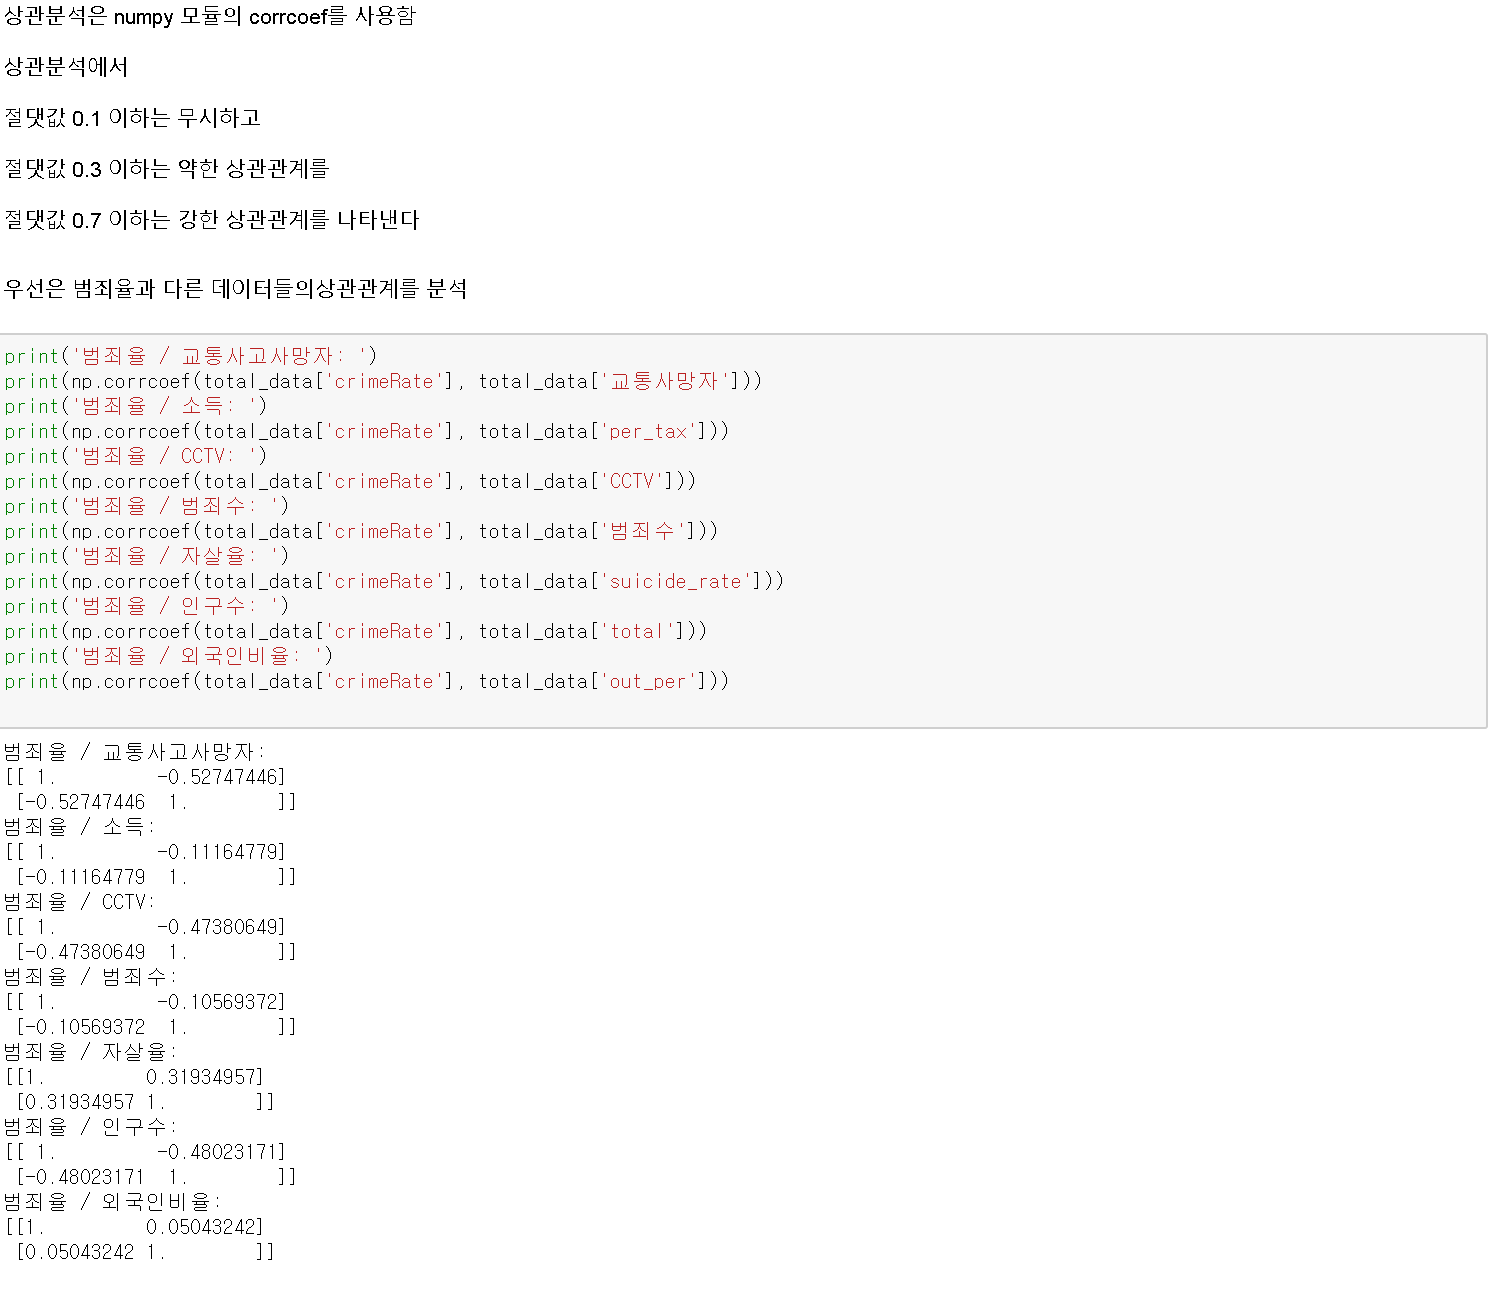 상관분석은 numpy 모듈의 corrcoef를 사용함
상관분석에서
절댓값 0.1 이하는 무시하고
절댓값 0.3 이하는 약한 상관관계를
절댓값 0.7 이하는 강한 상관관계를 나타낸다
우선은 범죄율과 다른 데이터들의상관관계를 분석
print('범죄율 / 교통사고사망자: ')
print(np.corrcoef(total_data['crimeRate'], total_data['교통사망자']))
print('범죄율 / 소득: ')
print(np.corrcoef(total_data['crimeRate'], total_data['per_tax']))
print('범죄율 / CCTV: ')
print(np.corrcoef(total_data['crimeRate'], total_data['CCTV']))
print('범죄율 / 범죄수: ')
print(np.corrcoef(total_data['crimeRate'], total_data['범죄수']))
print('범죄율 / 자살율: ')
print(np.corrcoef(total_data['crimeRate'], total_data['suicide_rate']))
print('범죄율 / 인구수: ')
print(np.corrcoef(total_data['crimeRate'], total_data['total']))
print('범죄율 / 외국인비율: ')
print(np.corrcoef(total_data['crimeRate'], total_data['out_per']))
범죄율 / 교통사고사망자:
[[ 1.         -0.52747446]
 [-0.52747446  1.        ]]
범죄율 / 소득:
[[ 1.         -0.11164779]
 [-0.11164779  1.        ]]
범죄율 / CCTV:
[[ 1.         -0.47380649]
 [-0.47380649  1.        ]]
범죄율 / 범죄수:
[[ 1.         -0.10569372]
 [-0.10569372  1.        ]]
범죄율 / 자살율:
[[1.         0.31934957]
 [0.31934957 1.        ]]
범죄율 / 인구수:
[[ 1.         -0.48023171]
 [-0.48023171  1.        ]]
범죄율 / 외국인비율:
[[1.         0.05043242]
 [0.05043242 1.        ]]